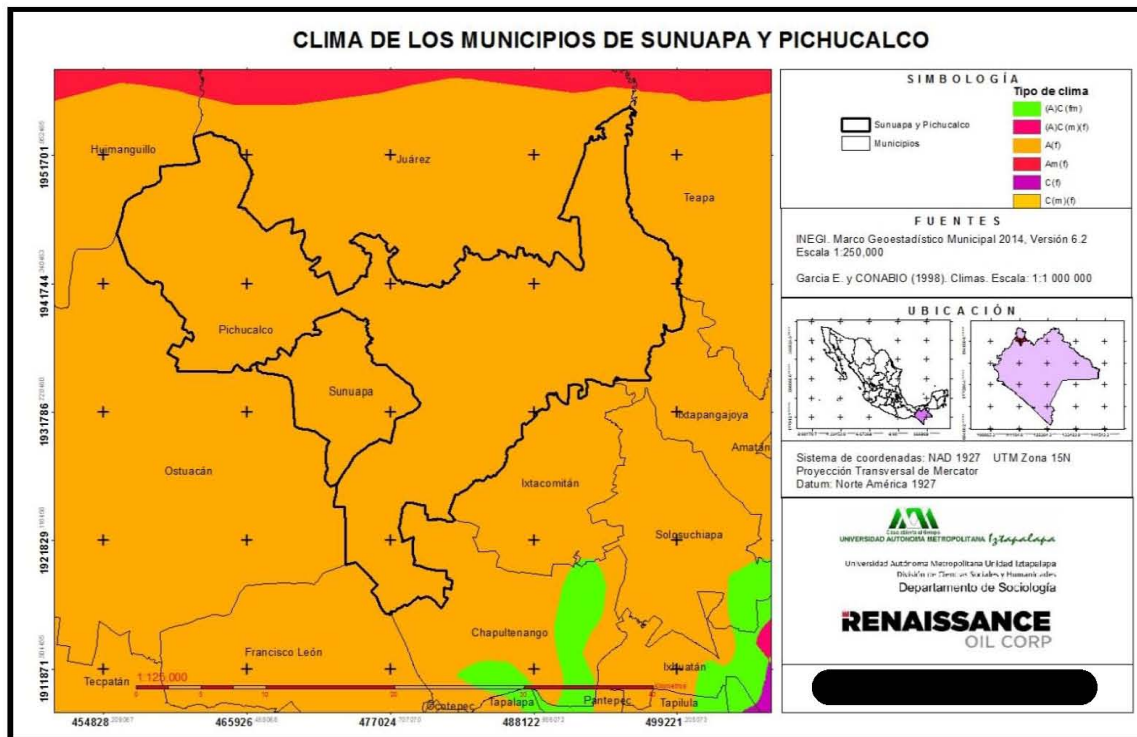 CLIMA DE LOS MUNICIPIOS DE SUNUAPA Y PICHUCALCO
SIMBOLOGÍA
Tipo de clima
Sunuapa y Pichucalco
Municipios
(A)C(fm)
(A)C(m)(f)
A(f)
Am(f)
C(f)
C(m)(f)
FUENTES
INEGI. Marco Geoestadístico Municipal 2014, Versión 6.2
Escala 1:250,000
Garcia E. y CONABIO (1998). Climas. Escala: 1:1 000 000
UBICACIÓN
Sistema de coordenadas: NAD 1927 UTM Zona 15N
Proyección Transversal de Mercator
Datum: Norte América 1927
UNIVERSIDAD AUTÓNOMA METROPOLITANA Iztapalapa
Universidad Autónoma Metropolitana Unidad Iztapalapa
División de Ciencias Sociales y Humanidades
Departamento de Sociología
RENAISSANCE
OIL CORP
Huimanguillo
Juárez
Teapa
Pichucalco
Sunuapa
Ixtapangajoya
Amatán
Ostuacán
Ixtacomitán
Solosuchiapa
Chapultenango
Francisco León
Ixhuatán
Tecpatán
Ocotepec
Tapalapa
Pantepec
Tapilula
1:125,000
1951701
1941744
1931786
1921829
1911871
454828
465926
477024
488122
499221